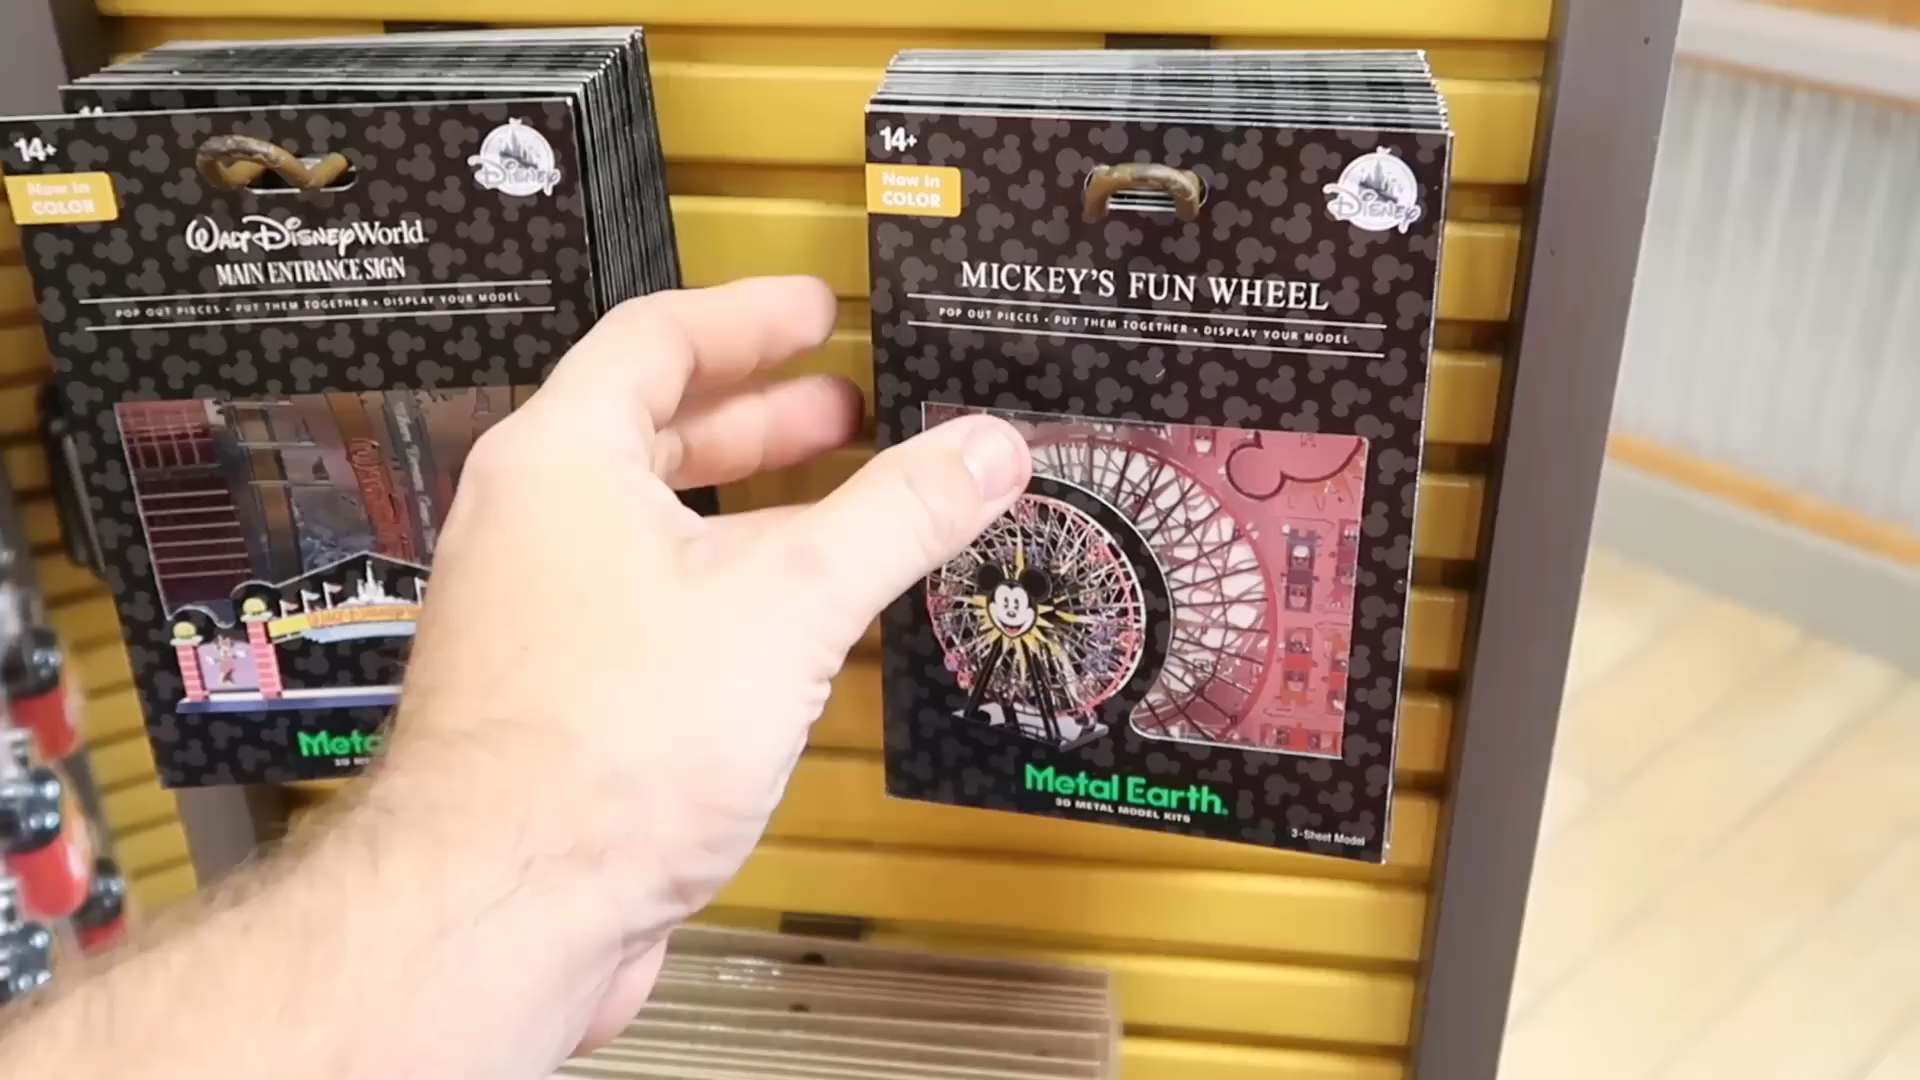 14+
Now in
COLOR
Disney
WALT DISNEY World
MAIN ENTRANCE SIGN
POP OUT PIECES • PUT THEM TOGETHER • DISPLAY YOUR MODEL
14+
Now in
COLOR
Disney
MICKEY'S FUN WHEEL
POP OUT PIECES • PUT THEM TOGETHER • DISPLAY YOUR MODEL
Metal Earth
3D METAL MODEL KITS
3-Sheet Model